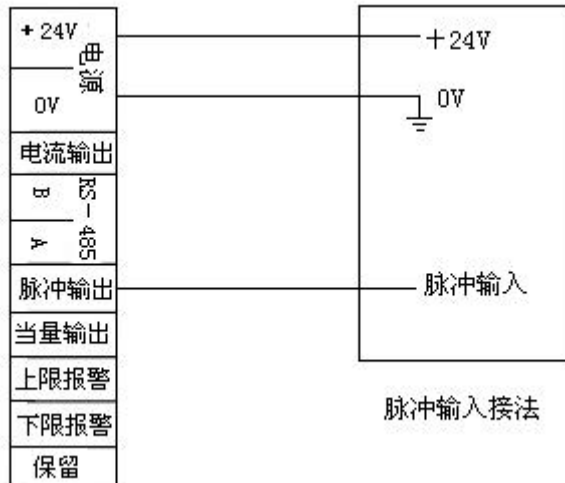 +24V
电源
0V
电流输出
B
A
RS-485
脉冲输出
当量输出
上限报警
下限报警
保留
+24V
0V
脉冲输入
脉冲输入接法